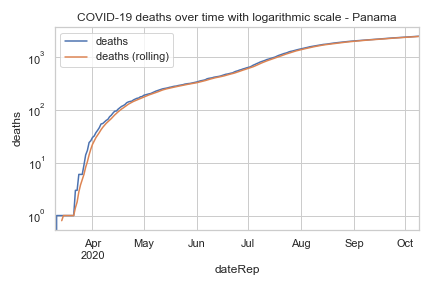 COVID-19 deaths over time with logarithmic scale - Panama
deaths
deaths (rolling)
deaths
10³
10²
10¹
10⁰
Apr May Jun Jul Aug Sep Oct
2020
dateRep